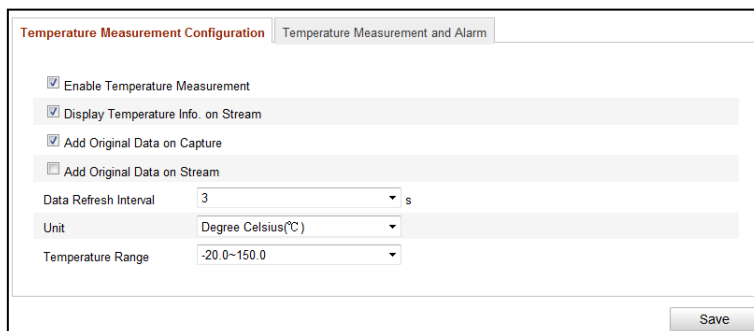 Temperature Measurement Configuration Temperature Measurement and Alarm
Enable Temperature Measurement
Display Temperature Info. on Stream
Add Original Data on Capture
Add Original Data on Stream
Data Refresh Interval 3 s
Unit Degree Celsius(℃)
Temperature Range -20.0~150.0
Save